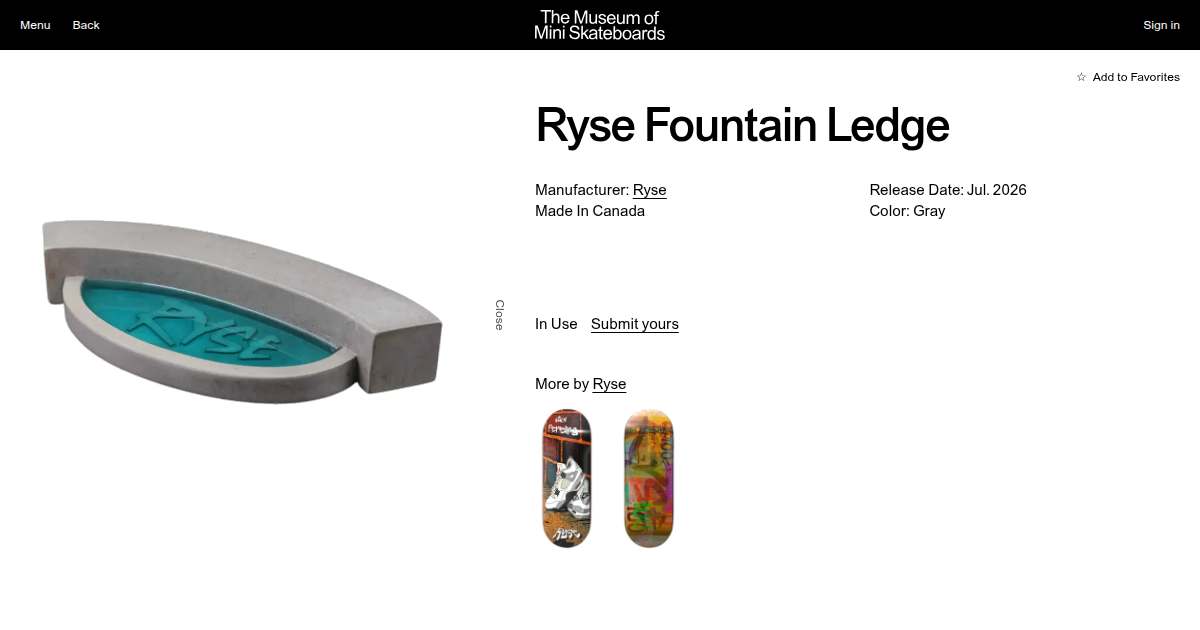 Menu
Back
The Museum of
Mini Skateboards
Sign in
☆ Add to Favorites
Ryse Fountain Ledge
Manufacturer: Ryse
Made In Canada
Release Date: Jul. 2026
Color: Gray
RYSE
Close
In Use
Submit yours
More by Ryse